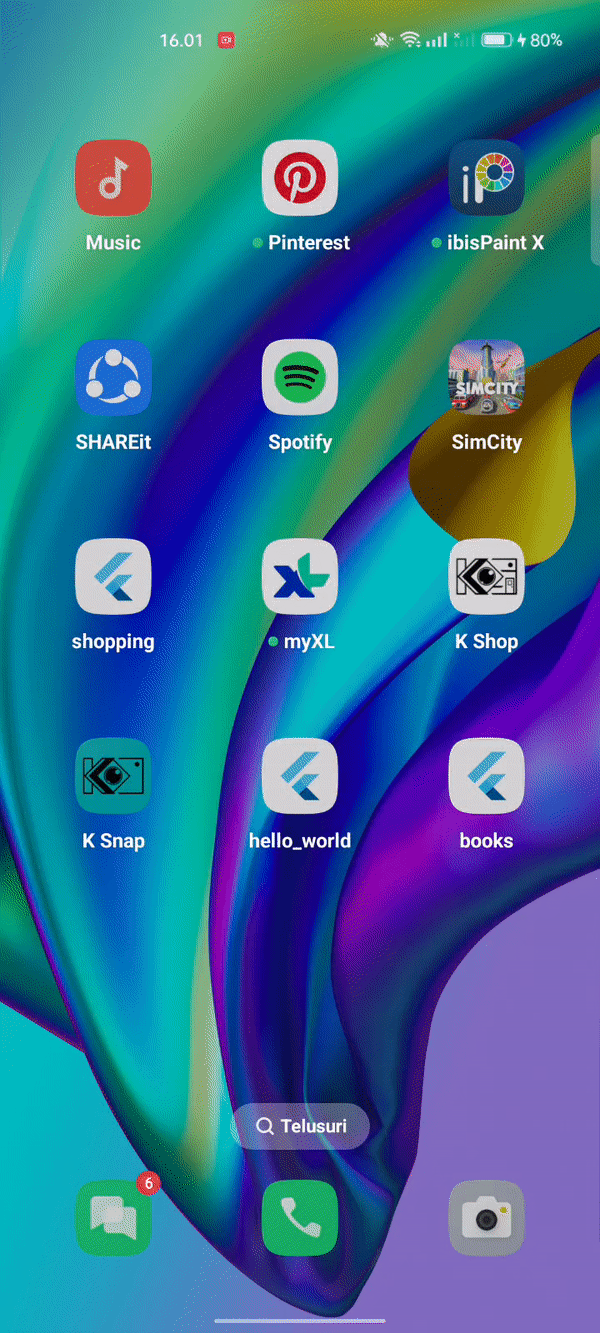 16.01
80%
Music
Pinterest
ibisPaint X
SIMCITY
SHAREit
Spotify
SimCity
shopping
myXL
K Shop
K Snap
hello_world
books
Telusuri
6